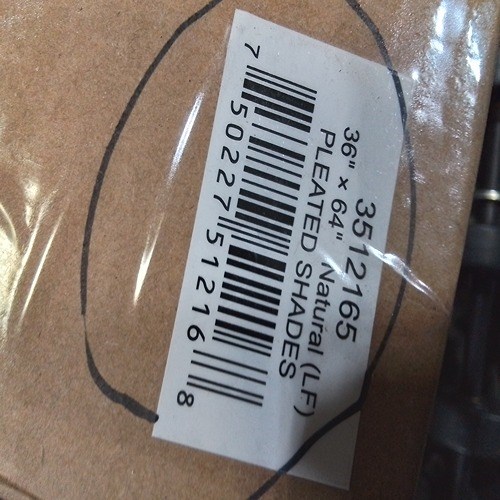 3512165
36" × 64" Natural (LF)
PLEATED SHADES
7 50227 51216 8